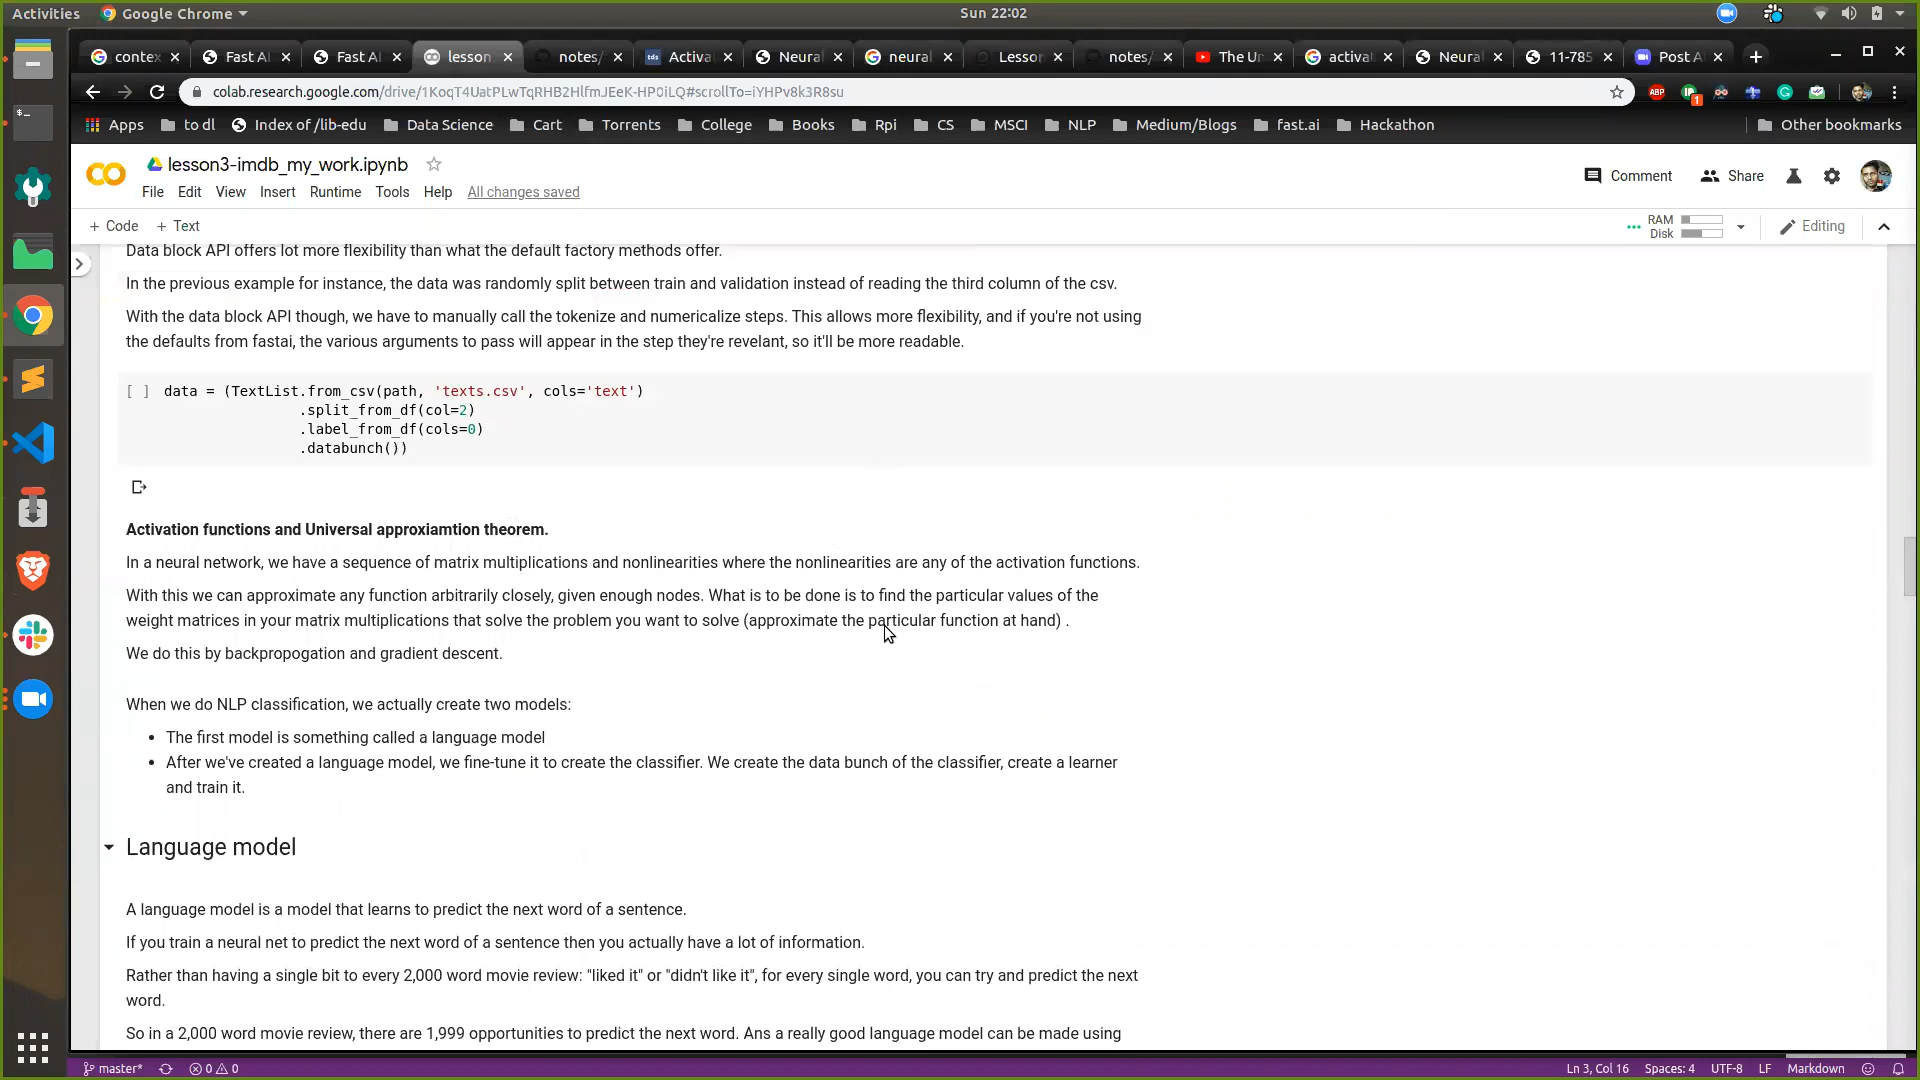 Activities
Google Chrome
Sun 22:02
contex
Fast AI
Fast AI
lesson
notes/
tds
Activa
Neural
neural
Lesson
notes/
The Un
activat
Neural
11-785
Post A
colab.research.google.com/drive/1KoqT4UatPLwTqRHB2HlfmJEeK-HP0iLQ#scrollTo=iYHPv8k3R8su
ABP
1
Apps
to dl
Index of /lib-edu
Data Science
Cart
Torrents
College
Books
Rpi
CS
MSCI
NLP
Medium/Blogs
fast.ai
Hackathon
Other bookmarks
lesson3-imdb_my_work.ipynb
Comment
Share
File Edit View Insert Runtime Tools Help All changes saved
+ Code + Text
RAM
Disk
Editing
Data block API offers lot more flexibility than what the default factory methods offer.
In the previous example for instance, the data was randomly split between train and validation instead of reading the third column of the csv.
With the data block API though, we have to manually call the tokenize and numericalize steps. This allows more flexibility, and if you're not using
the defaults from fastai, the various arguments to pass will appear in the step they're revelant, so it'll be more readable.
[ ] data = (TextList.from_csv(path, 'texts.csv', cols='text')
.split_from_df(col=2)
.label_from_df(cols=0)
.databunch())
Activation functions and Universal approxiamtion theorem.
In a neural network, we have a sequence of matrix multiplications and nonlinearities where the nonlinearities are any of the activation functions.
With this we can approximate any function arbitrarily closely, given enough nodes. What is to be done is to find the particular values of the
weight matrices in your matrix multiplications that solve the problem you want to solve (approximate the particular function at hand) .
We do this by backpropogation and gradient descent.
When we do NLP classification, we actually create two models:
• The first model is something called a language model
• After we've created a language model, we fine-tune it to create the classifier. We create the data bunch of the classifier, create a learner
and train it.
Language model
A language model is a model that learns to predict the next word of a sentence.
If you train a neural net to predict the next word of a sentence then you actually have a lot of information.
Rather than having a single bit to every 2,000 word movie review: "liked it" or "didn't like it", for every single word, you can try and predict the next
word.
So in a 2,000 word movie review, there are 1,999 opportunities to predict the next word. Ans a really good language model can be made using
master*
0
0
Ln 3, Col 16
Spaces: 4
UTF-8
LF
Markdown